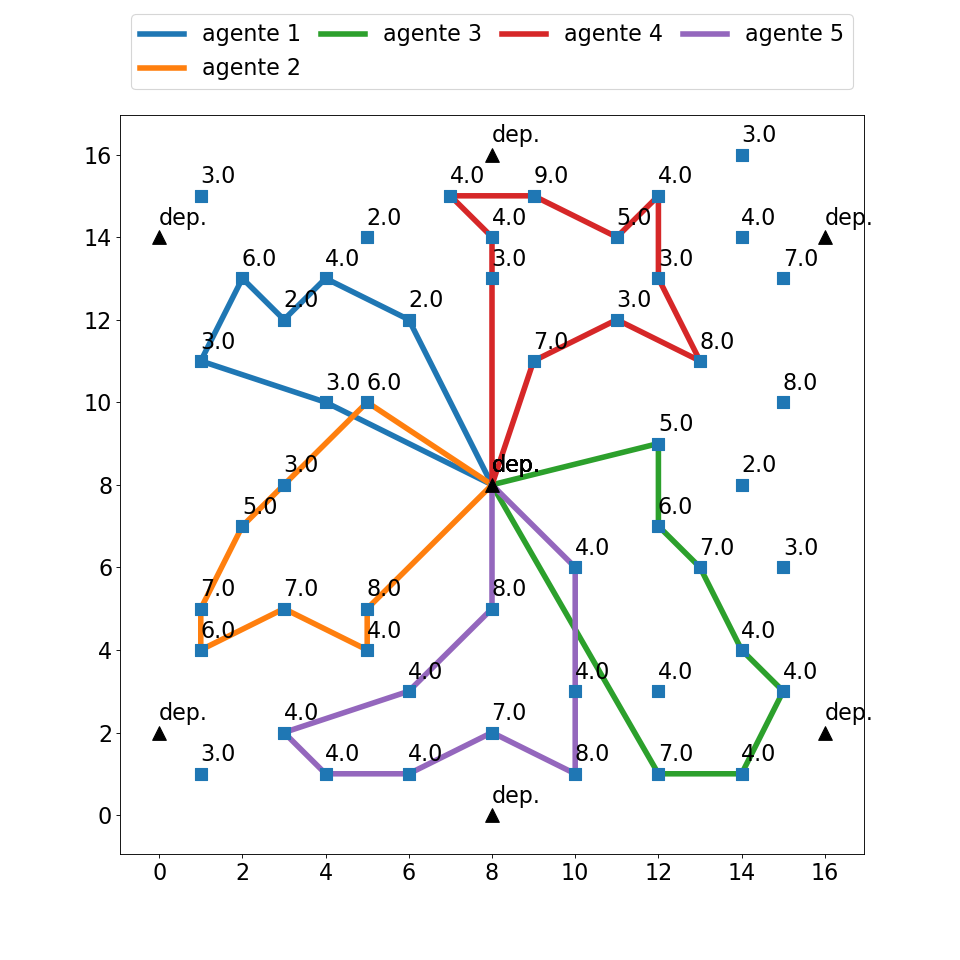 agente 1 agente 3 agente 4 agente 5
agente 2
16 dep. 3.0
3.0 4.0 9.0 4.0
14 dep. 2.0 4.0 5.0 4.0 dep.
6.0 4.0 3.0 3.0 7.0
12 2.0 2.0 3.0
3.0 7.0 8.0
10 3.0 6.0 8.0
5.0
8 3.0 dep. 2.0
5.0 6.0
6 4.0 7.0 3.0
7.0 7.0 8.0 8.0
4 6.0 4.0 4.0
4.0 4.0 4.0 4.0
2 dep. 4.0 7.0 dep.
3.0 4.0 4.0 8.0 7.0 4.0
0 dep.
0 2 4 6 8 10 12 14 16